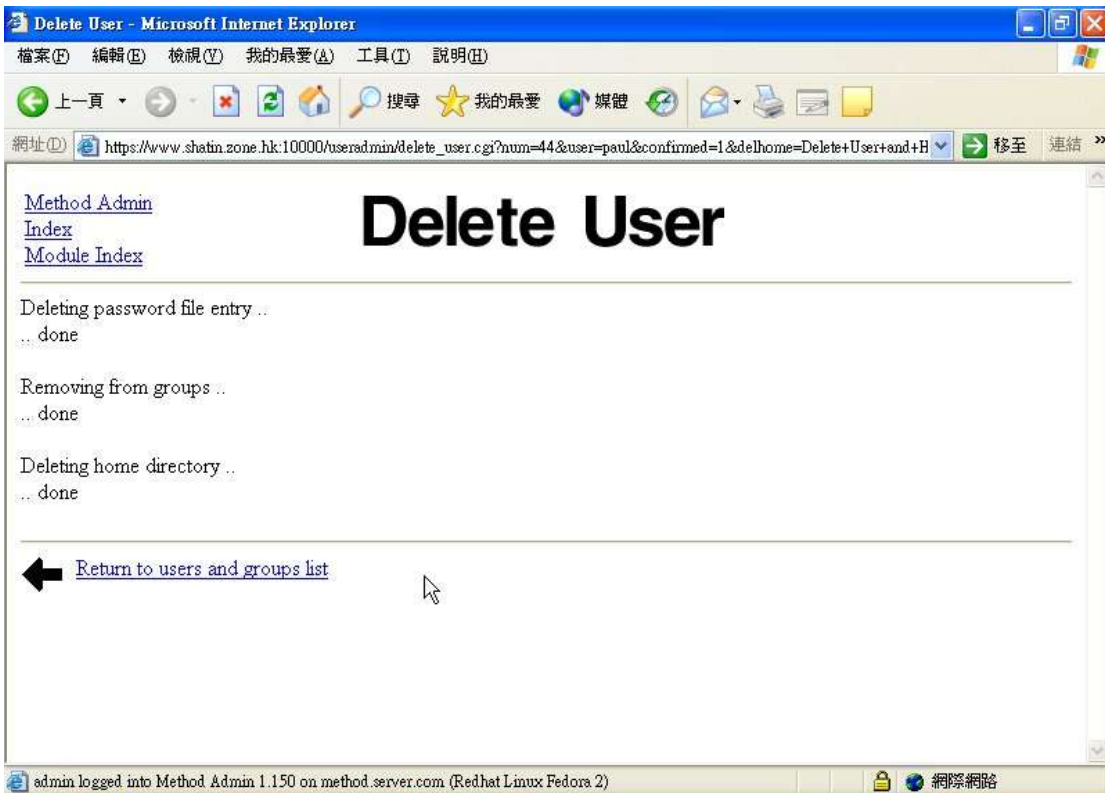 Delete User - Microsoft Internet Explorer
檔案(F) 編輯(E) 檢視(V) 我的最愛(A) 工具(T) 說明(H)
上一頁 搜尋 我的最愛 媒體
網址(D) https://www.shatin.zone.hk:10000/useradmin/delete_user.cgi?num=44&user=paul&confirmed=1&delhome=Delete+User+and+H 移至 連結 »
Method Admin
Index
Module Index
Delete User
Deleting password file entry ..
.. done
Removing from groups ..
.. done
Deleting home directory ..
.. done
Return to users and groups list
admin logged into Method Admin 1.150 on method.server.com (Redhat Linux Fedora 2) 網際網路